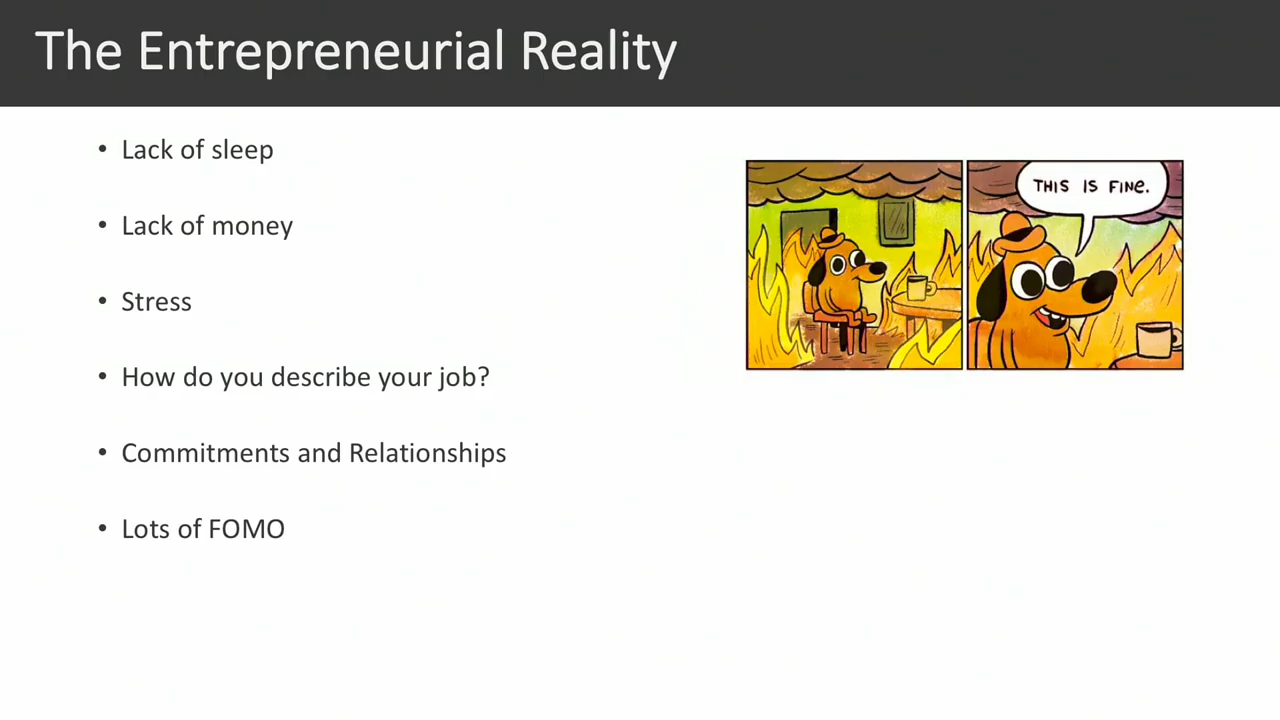 The Entrepreneurial Reality
• Lack of sleep
• Lack of money
• Stress
• How do you describe your job?
• Commitments and Relationships
• Lots of FOMO
THIS IS FINE.